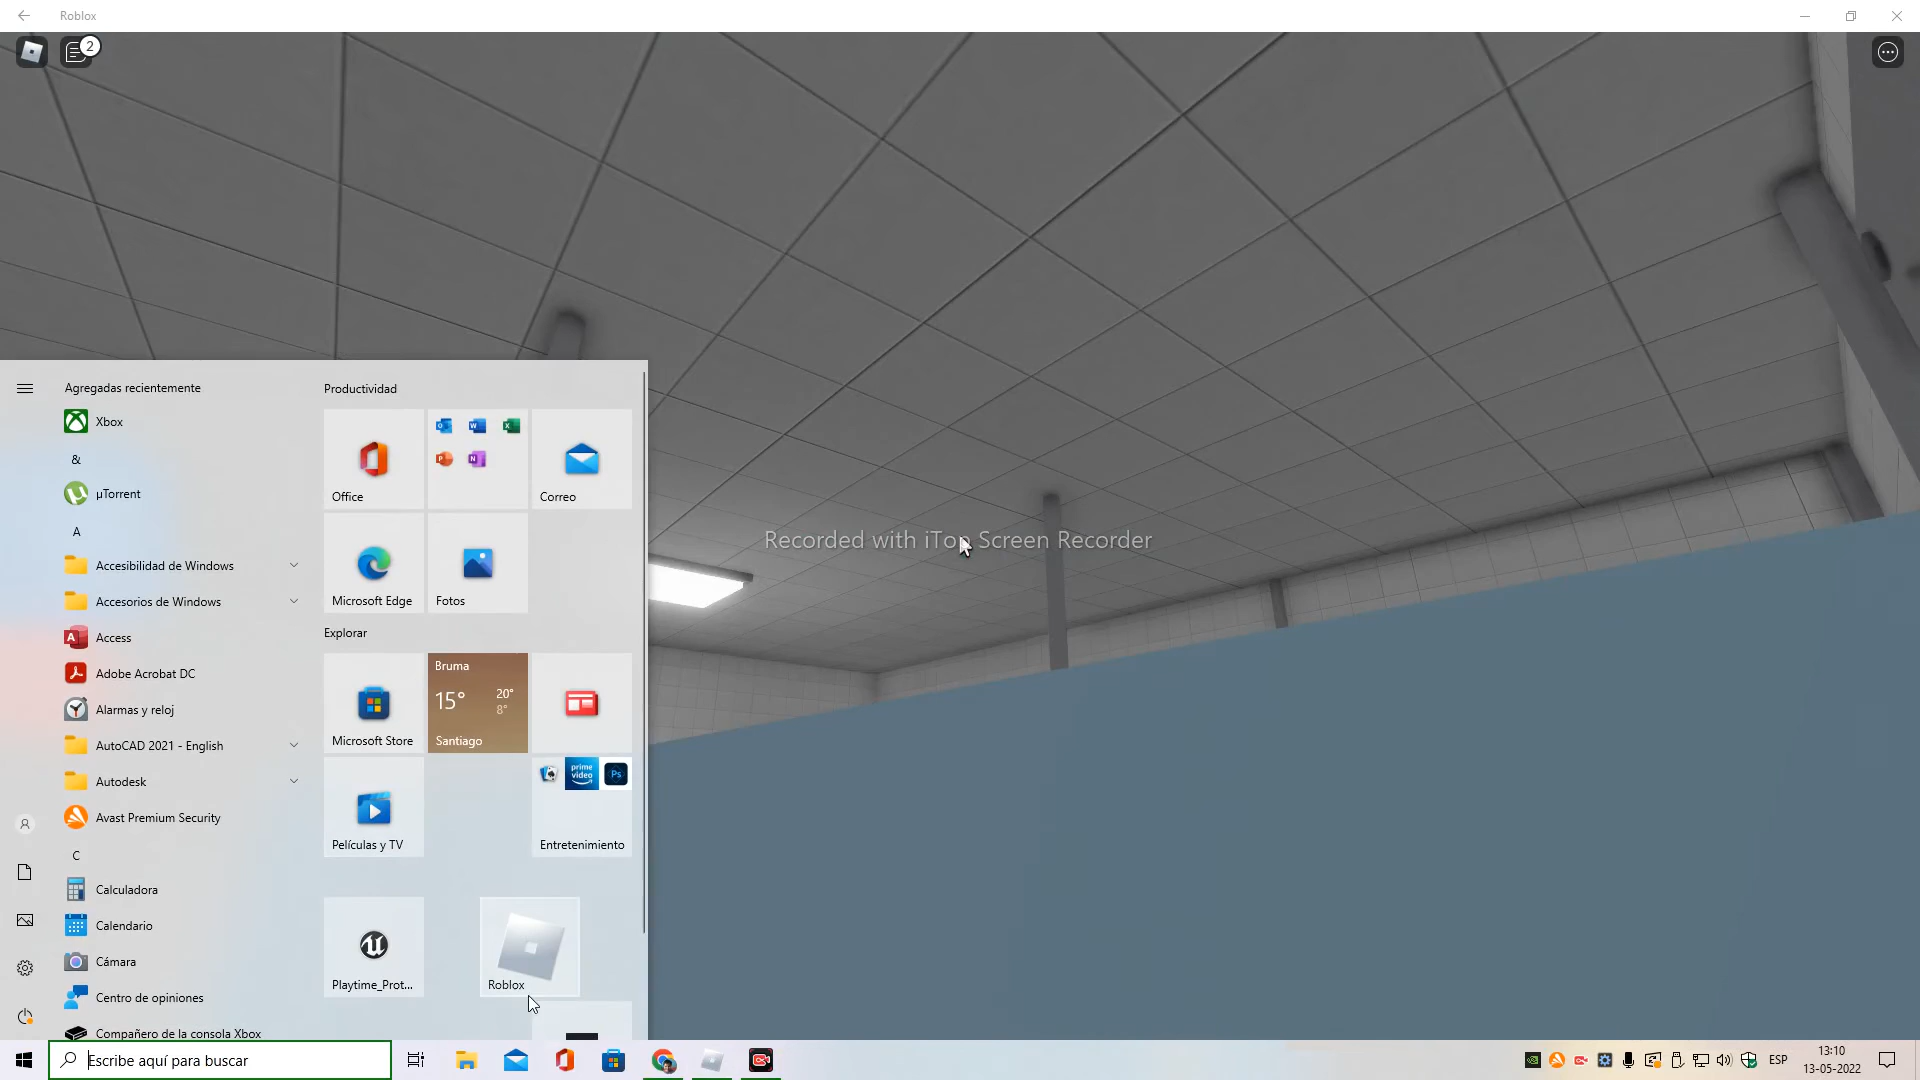 Roblox
2
Agregadas recientemente
Xbox
&
µTorrent
A
Accesibilidad de Windows
Accesorios de Windows
Access
Adobe Acrobat DC
Alarmas y reloj
AutoCAD 2021 - English
Autodesk
Avast Premium Security
C
Calculadora
Calendario
Cámara
Centro de opiniones
Compañero de la consola Xbox
Productividad
Office
Correo
Microsoft Edge
Fotos
Explorar
Microsoft Store
Bruma
15° 20°
8°
Santiago
Películas y TV
prime video
Ps
Entretenimiento
Playtime_Prot...
Roblox
Recorded with iTop Screen Recorder
Escribe aquí para buscar
ESP
13:10
13-05-2022